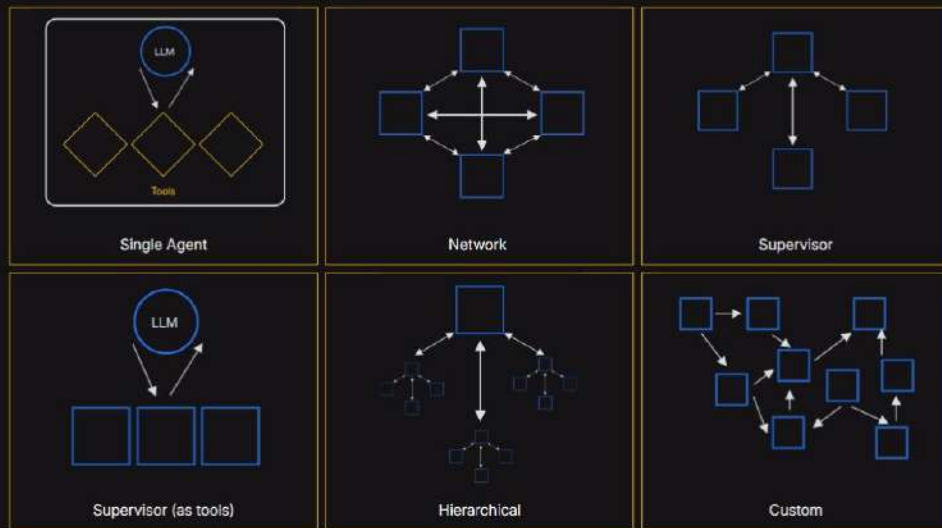 LLM
Tools
Single Agent
Network
Supervisor
LLM
Supervisor (as tools)
Hierarchical
Custom